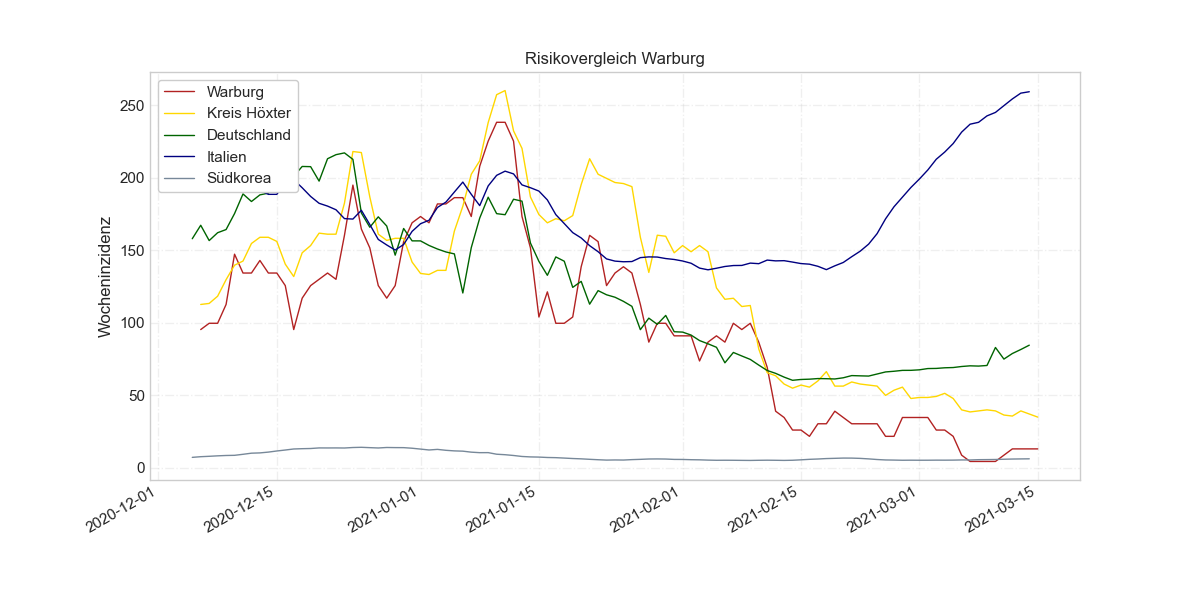 Risikovergleich Warburg
Wocheninzidenz
250
200
150
100
50
0
Warburg
Kreis Höxter
Deutschland
Italien
Südkorea
2020-12-01
2020-12-15
2021-01-01
2021-01-15
2021-02-01
2021-02-15
2021-03-01
2021-03-15